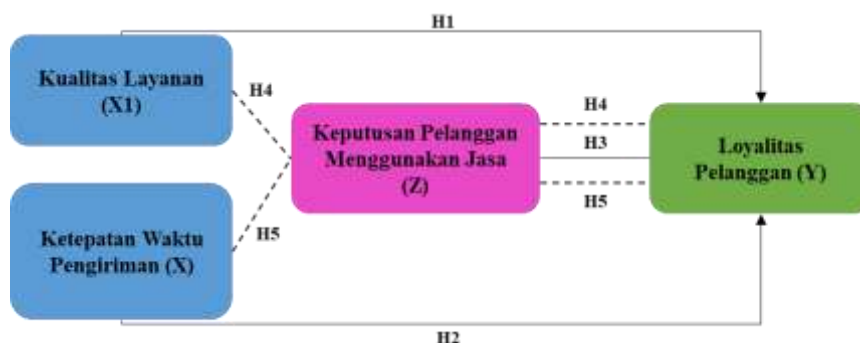 H1
Kualitas Layanan
(X1)
H4
Keputusan Pelanggan
Menggunakan Jasa
(Z)
H4
H3
H5
Loyalitas
Pelanggan (Y)
Ketepatan Waktu
Pengiriman (X)
H5
H2